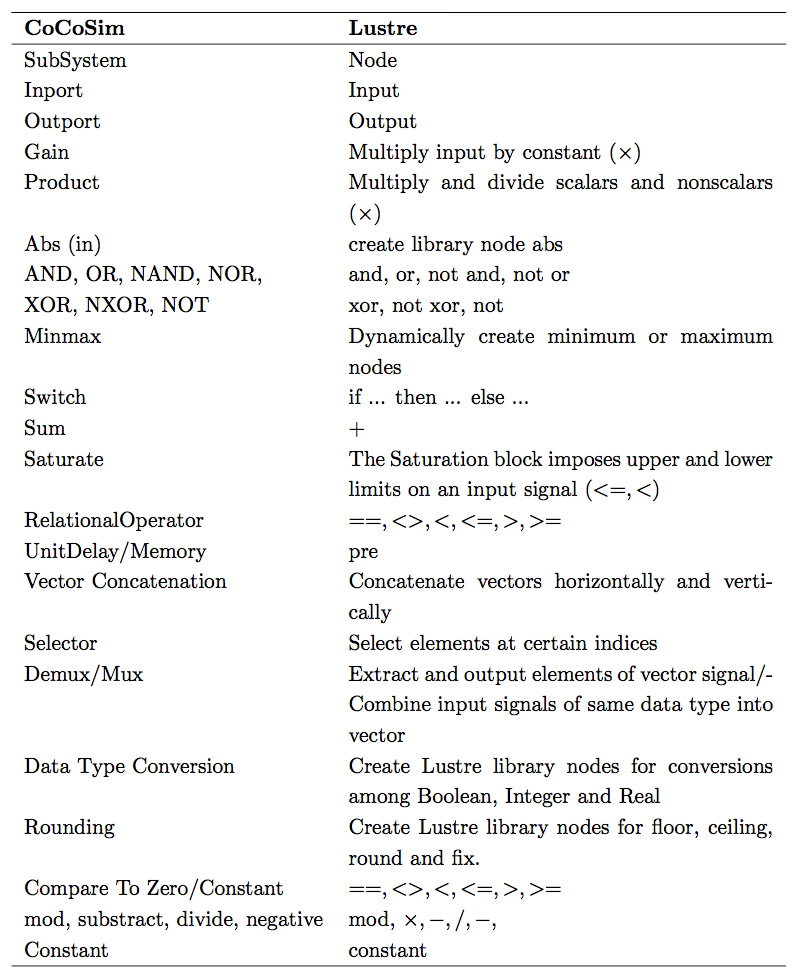 CoCoSim Lustre
SubSystem Node
Inport Input
Outport Output
Gain Multiply input by constant (×)
Product Multiply and divide scalars and nonscalars
(×)
Abs (in) create library node abs
AND, OR, NAND, NOR, and, or, not and, not or
XOR, NXOR, NOT xor, not xor, not
Minmax Dynamically create minimum or maximum
nodes
Switch if ... then ... else ...
Sum +
Saturate The Saturation block imposes upper and lower
limits on an input signal (<=, <)
RelationalOperator ==, <>, <, <=, >, >=
UnitDelay/Memory pre
Vector Concatenation Concatenate vectors horizontally and verti-
cally
Selector Select elements at certain indices
Demux/Mux Extract and output elements of vector signal/-
Combine input signals of same data type into
vector
Data Type Conversion Create Lustre library nodes for conversions
among Boolean, Integer and Real
Rounding Create Lustre library nodes for floor, ceiling,
round and fix.
Compare To Zero/Constant ==, <>, <, <=, >, >=
mod, substract, divide, negative mod, ×, −, /, −,
Constant constant